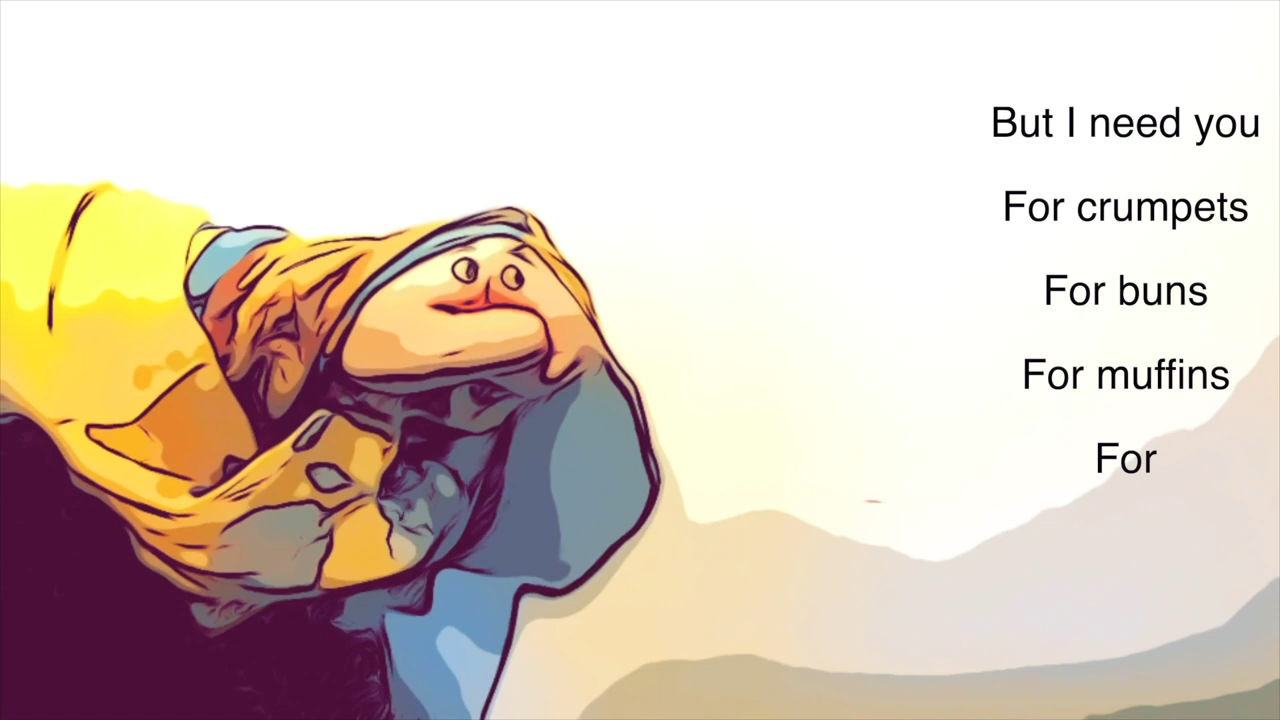 But I need you
For crumpets
For buns
For muffins
For